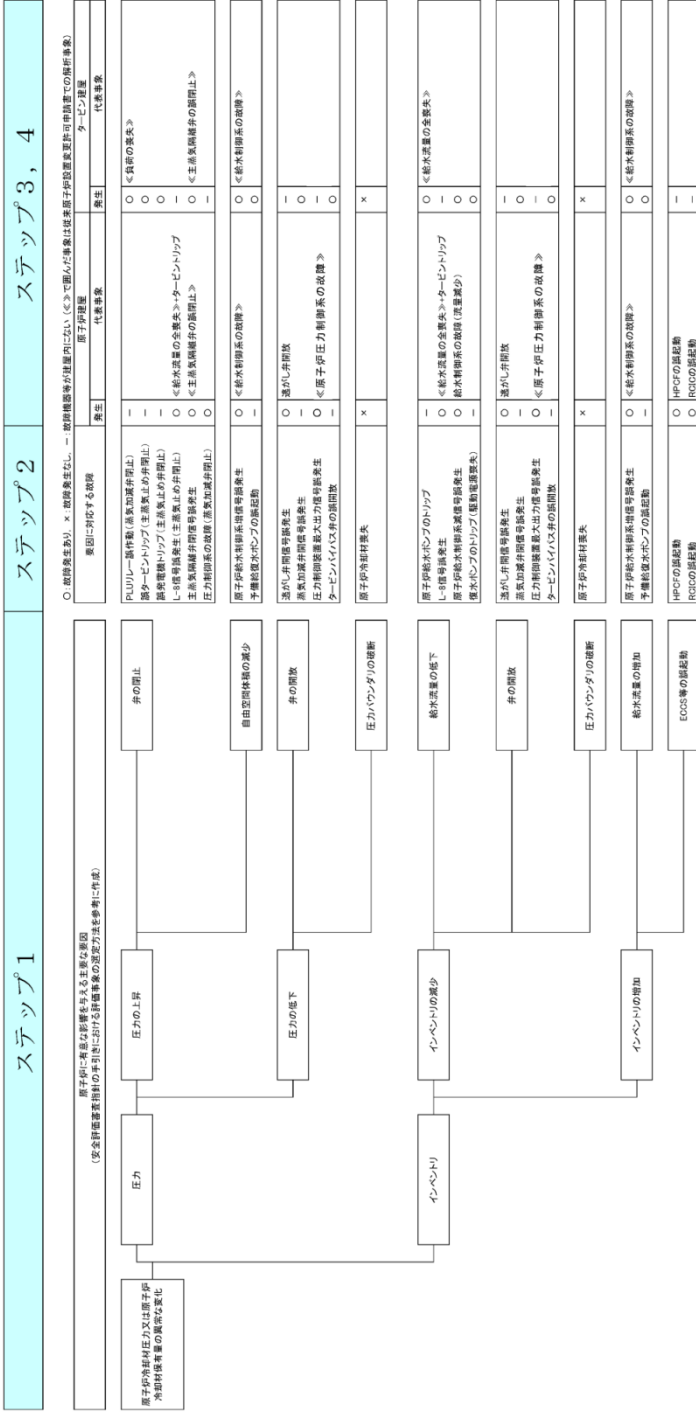 ステップ1
ステップ2
ステップ3, 4
○:故障発生あり, ×:故障発生なし, －:故障機器等が建屋内にない(≪≫で囲んだ事象は従来原子炉設置変更許可申請書での解析事象)
原子炉に有意な影響を与える主要な要因
(安全評価審査指針の手引きにおける評価事象の選定方法を参考に作成)
要因に対応する故障
原子炉建屋
タービン建屋
発生
代表事象
発生
代表事象
原子炉冷却材圧力又は原子炉
冷却材保有量の異常な変化
圧力
圧力の上昇
弁の閉止
PLUリレー誤作動(蒸気加減弁閉止) － ○ ≪負荷の喪失≫
誤タービントリップ(主蒸気止め弁閉止) － ○
誤発電機トリップ(主蒸気止め弁閉止) － ○
L-8信号誤発生(主蒸気止め弁閉止) ○ ≪給水流量の全喪失≫+タービントリップ －
主蒸気隔離弁閉信号誤発生 ○ ≪主蒸気隔離弁の誤閉止≫ ○ ≪主蒸気隔離弁の誤閉止≫
圧力制御系の故障(蒸気加減弁閉止) ○ －
自由空間体積の減少
原子炉給水制御系増信号誤発生 ○ ≪給水制御系の故障≫ ○ ≪給水制御系の故障≫
予備給復水ポンプの誤起動 － ○
圧力の低下
弁の開放
逃がし弁開信号誤発生 ○ 逃がし弁開放 －
蒸気加減弁開信号誤発生 － ○
圧力制御装置最大出力信号誤発生 ○ ≪原子炉圧力制御系の故障≫ －
タービンバイパス弁の誤開放 － ○
圧力バウンダリの破断
原子炉冷却材喪失 × ×
インベントリ
インベントリの減少
給水流量の低下
原子炉給水ポンプのトリップ － ○ ≪給水流量の全喪失≫
L-8信号誤発生 ○ ≪給水流量の全喪失≫+タービントリップ －
原子炉給水制御系減信号誤発生 ○ 給水制御系の故障(流量減少) ○
復水ポンプのトリップ(駆動電源喪失) － ○
弁の開放
逃がし弁開信号誤発生 ○ 逃がし弁開放 －
蒸気加減弁開信号誤発生 － ○
圧力制御装置最大出力信号誤発生 ○ ≪原子炉圧力制御系の故障≫ －
タービンバイパス弁の誤開放 － ○
圧力バウンダリの破断
原子炉冷却材喪失 × ×
インベントリの増加
給水流量の増加
原子炉給水制御系増信号誤発生 ○ ≪給水制御系の故障≫ ○ ≪給水制御系の故障≫
予備給復水ポンプの誤起動 － ○
ECCS等の誤起動
HPCFの誤起動 ○ HPCFの誤起動 －
RCICの誤起動 ○ RCICの誤起動 －